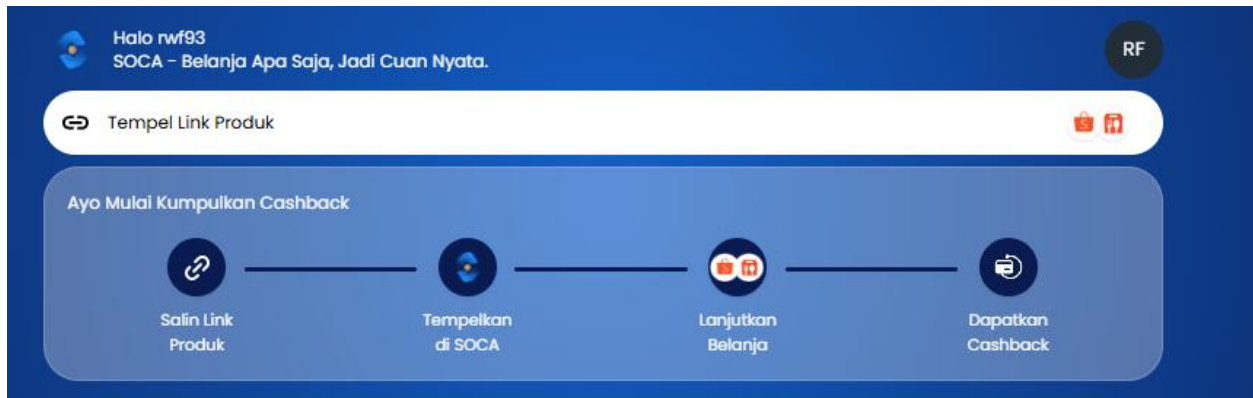 Halo rwf93
SOCA - Belanja Apa Saja, Jadi Cuan Nyata.
RF
Tempel Link Produk
Ayo Mulai Kumpulkan Cashback
Salin Link
Produk
Tempelkan
di SOCA
Lanjutkan
Belanja
Dapatkan
Cashback